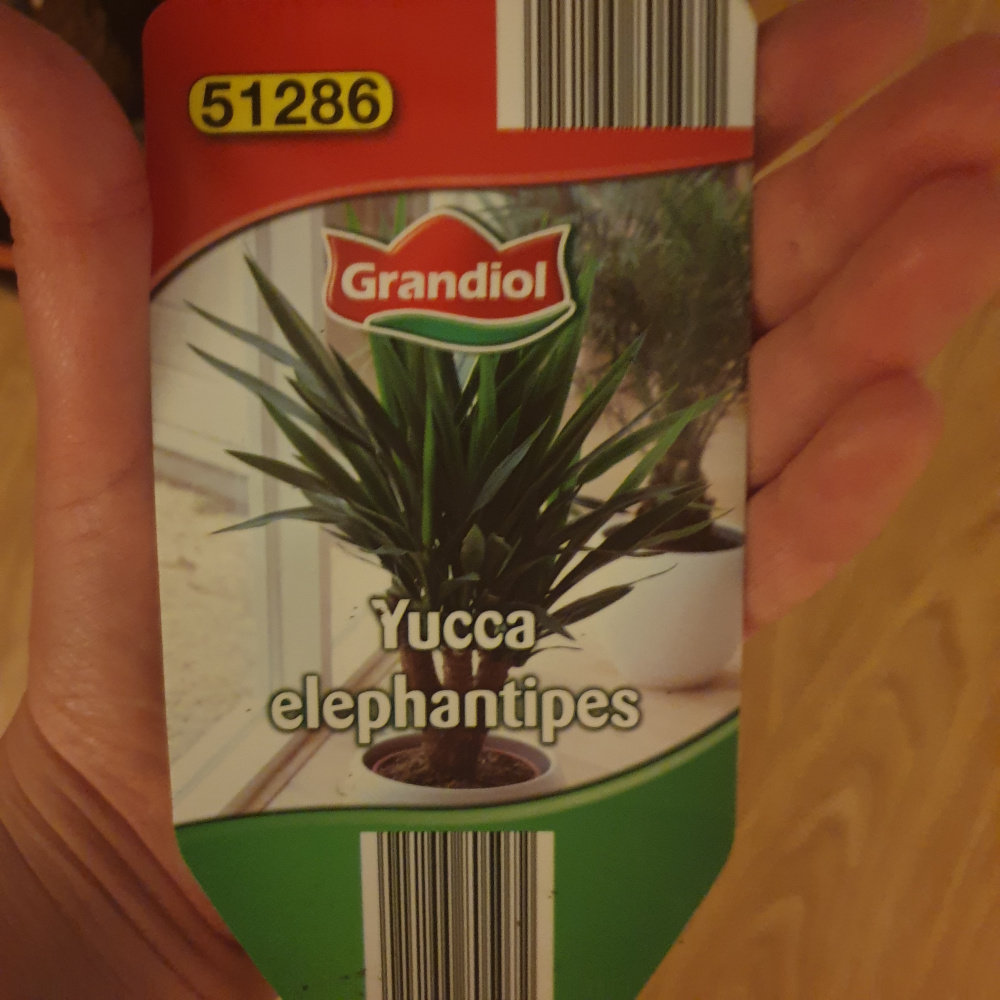 51286
Grandiol
Yucca
elephantipes